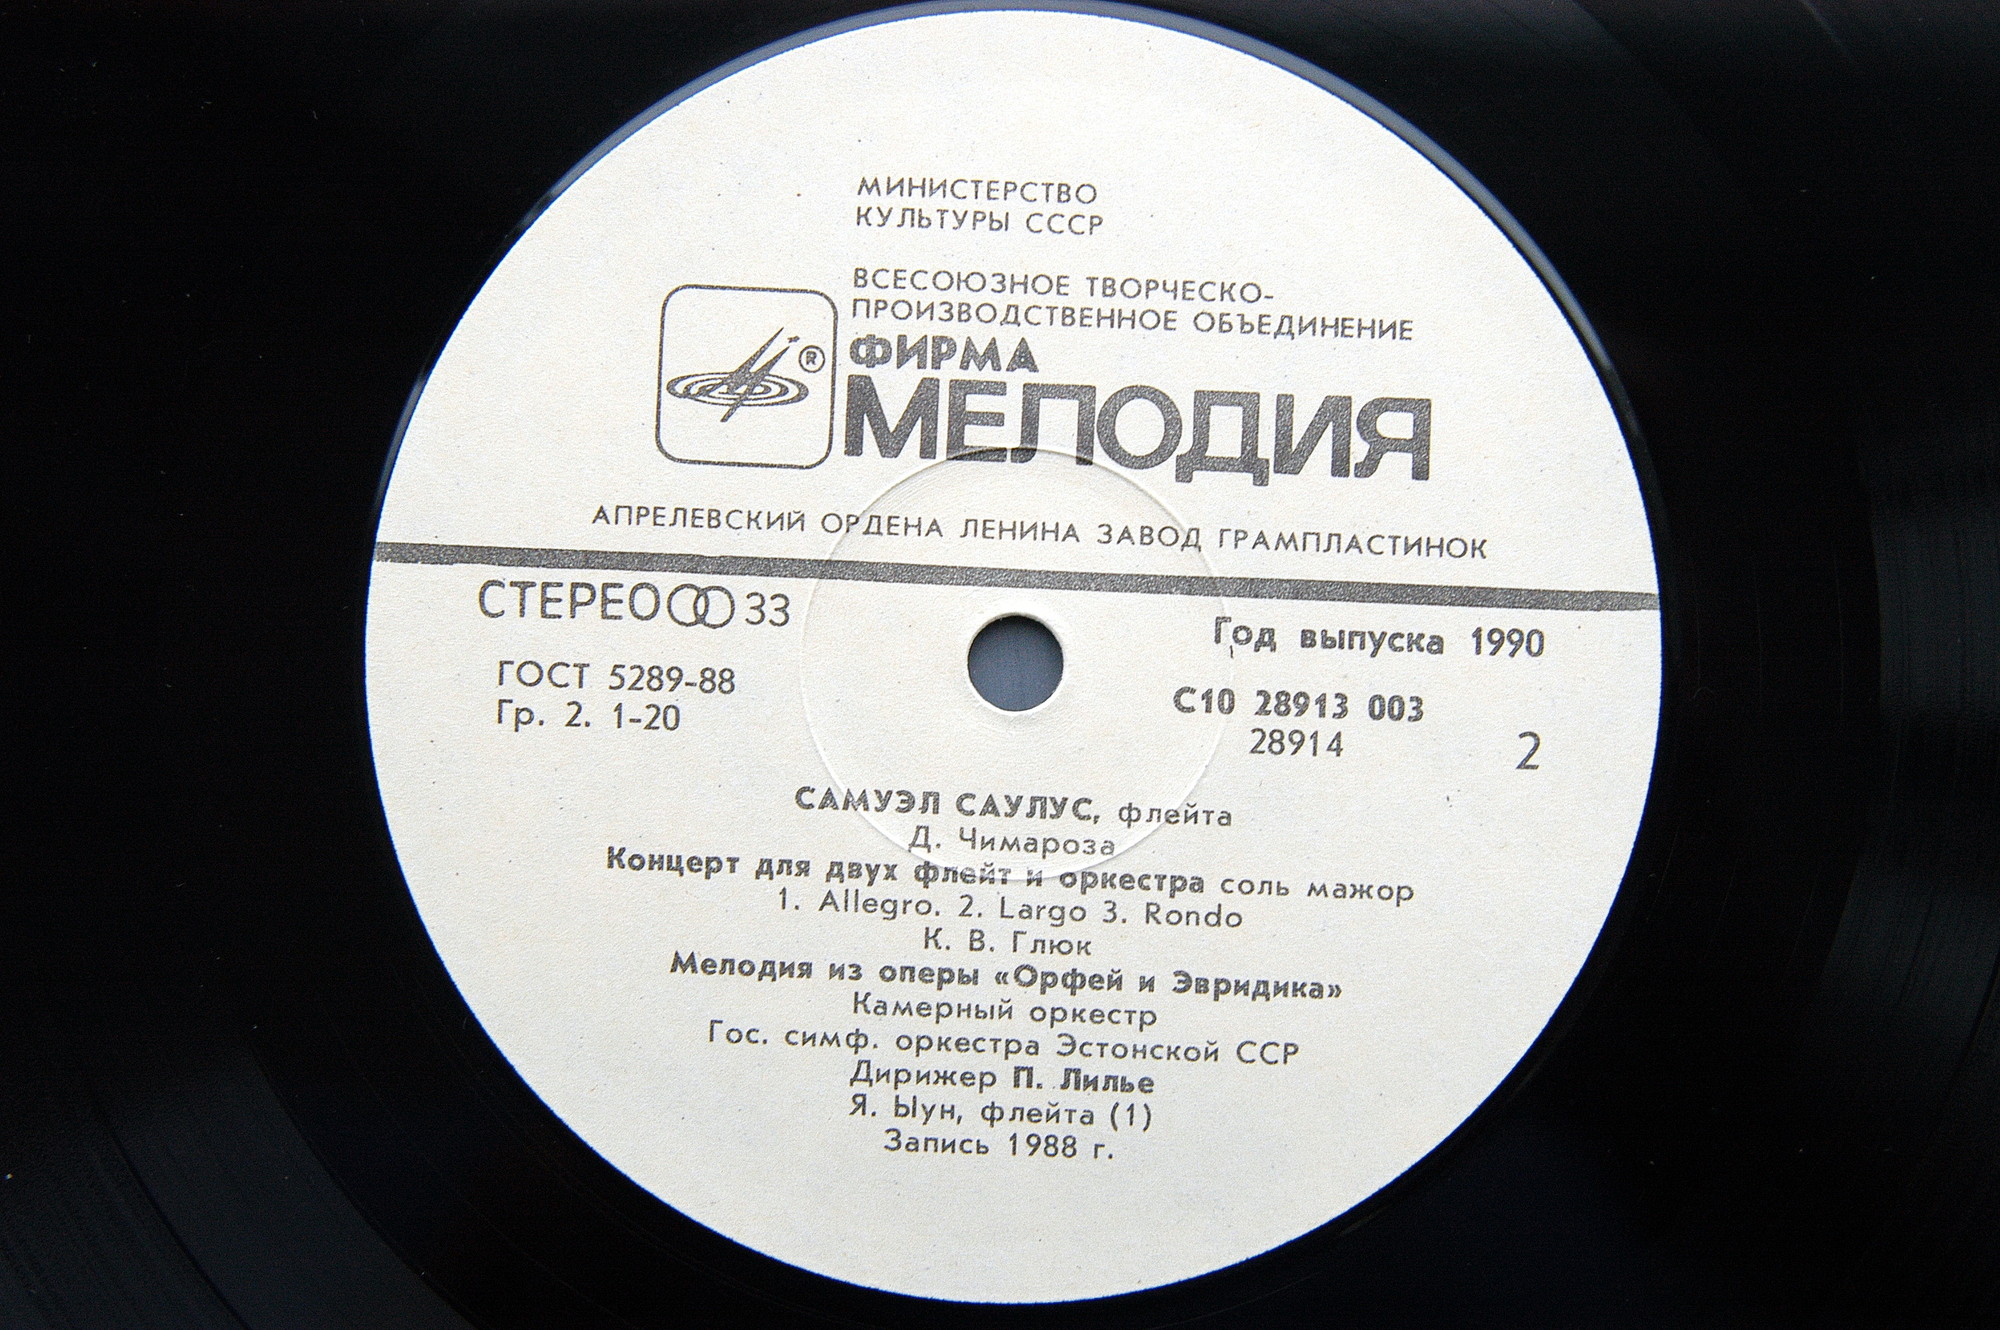 МИНИСТЕРСТВО
КУЛЬТУРЫ СССР
ВСЕСОЮЗНОЕ ТВОРЧЕСКО-
ПРОИЗВОДСТВЕННОЕ ОБЪЕДИНЕНИЕ
®
ФИРМА
МЕЛОДИЯ
АПРЕЛЕВСКИЙ ОРДЕНА ЛЕНИНА ЗАВОД ГРАМПЛАСТИНОК
СТЕРЕО 33
ГОСТ 5289-88
Гр. 2. 1-20
Год выпуска 1990
С10 28913 003
28914
2
САМУЭЛ САУЛУС, флейта
Д. Чимароза
Концерт для двух флейт и оркестра соль мажор
1. Allegro. 2. Largo 3. Rondo
К. В. Глюк
Мелодия из оперы «Орфей и Эвридика»
Камерный оркестр
Гос. симф. оркестра Эстонской ССР
Дирижер П. Лилье
Я. Ыун, флейта (1)
Запись 1988 г.